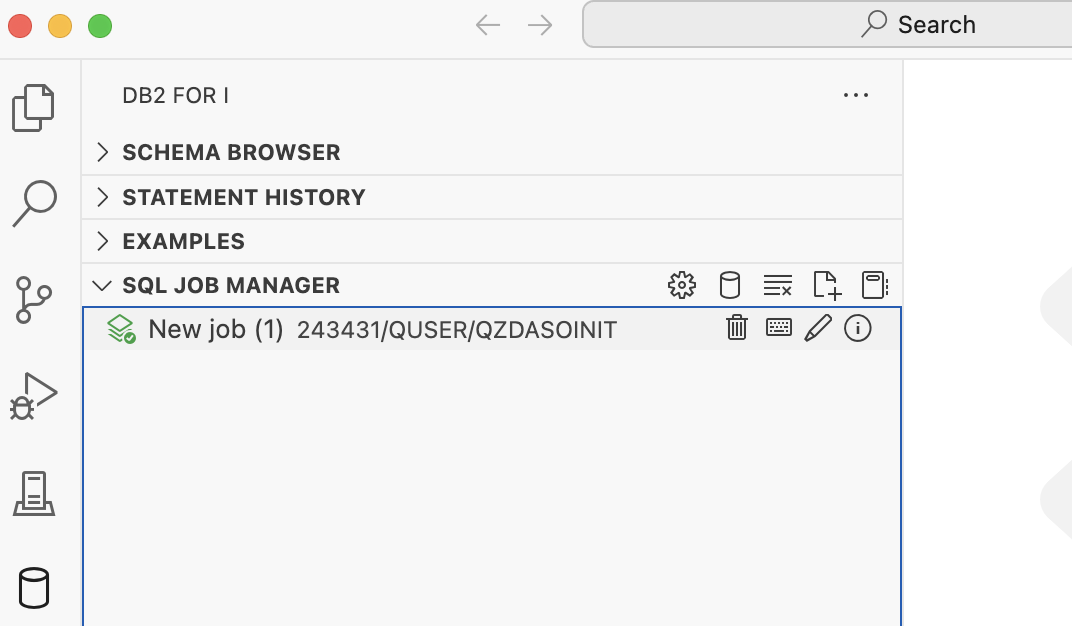 Search
DB2 FOR I
SCHEMA BROWSER
STATEMENT HISTORY
EXAMPLES
SQL JOB MANAGER
New job (1) 243431/QUSER/QZDASOINIT